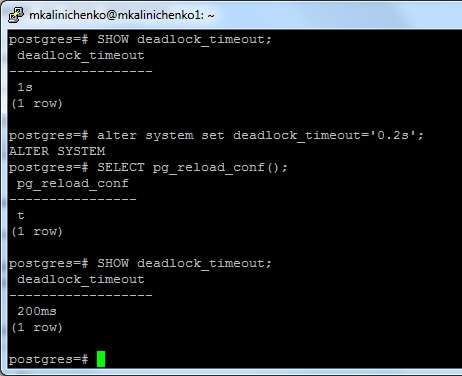 mkalinichenko@mkalinichenko1: ~
postgres=# SHOW deadlock_timeout;
 deadlock_timeout
------------------
 1s
(1 row)

postgres=# alter system set deadlock_timeout='0.2s';
ALTER SYSTEM
postgres=# SELECT pg_reload_conf();
 pg_reload_conf
----------------
 t
(1 row)

postgres=# SHOW deadlock_timeout;
 deadlock_timeout
------------------
 200ms
(1 row)

postgres=#